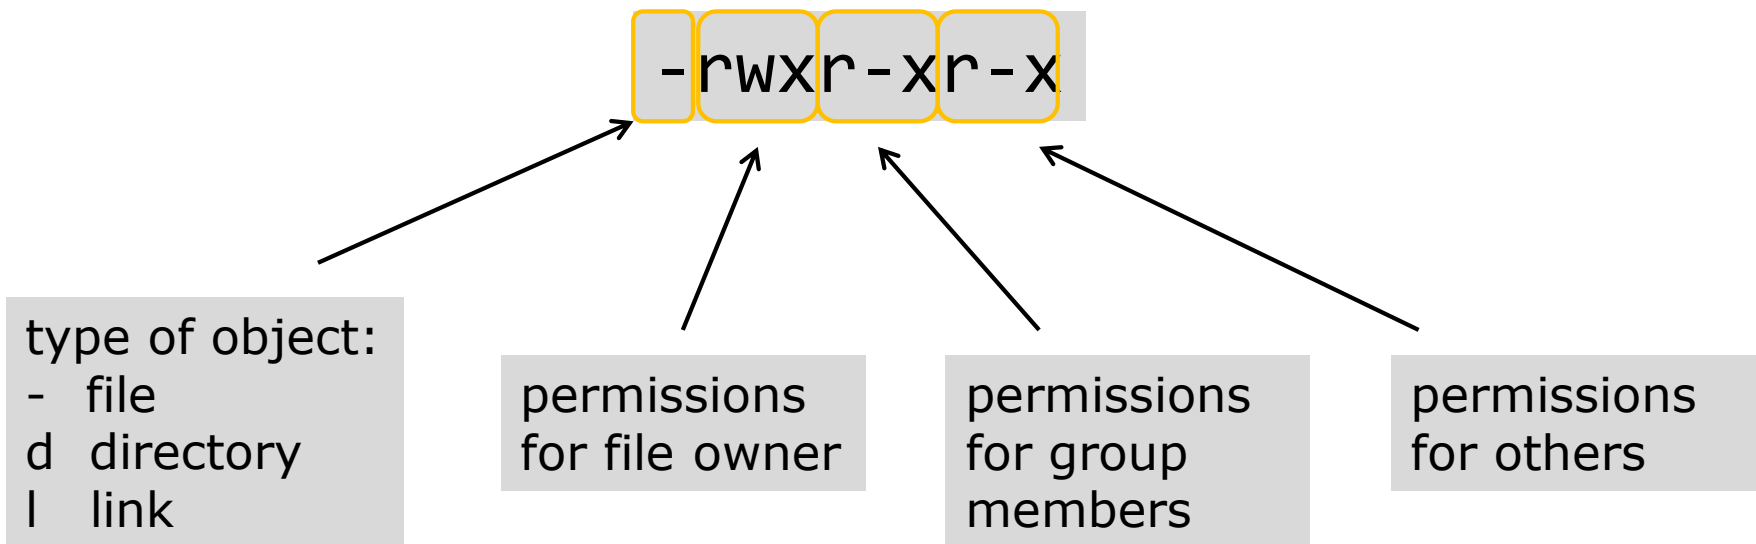 -rwxr-xr-x
type of object:
- file
d directory
l link
permissions
for file owner
permissions
for group
members
permissions
for others